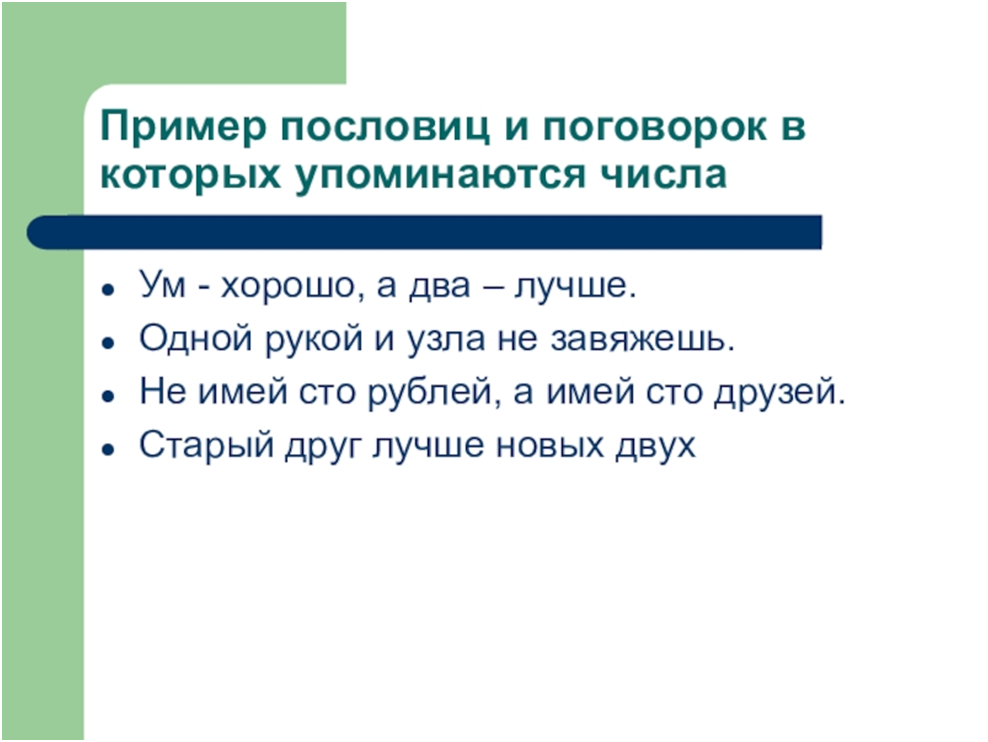 Пример пословиц и поговорок в
которых упоминаются числа
• Ум - хорошо, а два – лучше.
• Одной рукой и узла не завяжешь.
• Не имей сто рублей, а имей сто друзей.
• Старый друг лучше новых двух